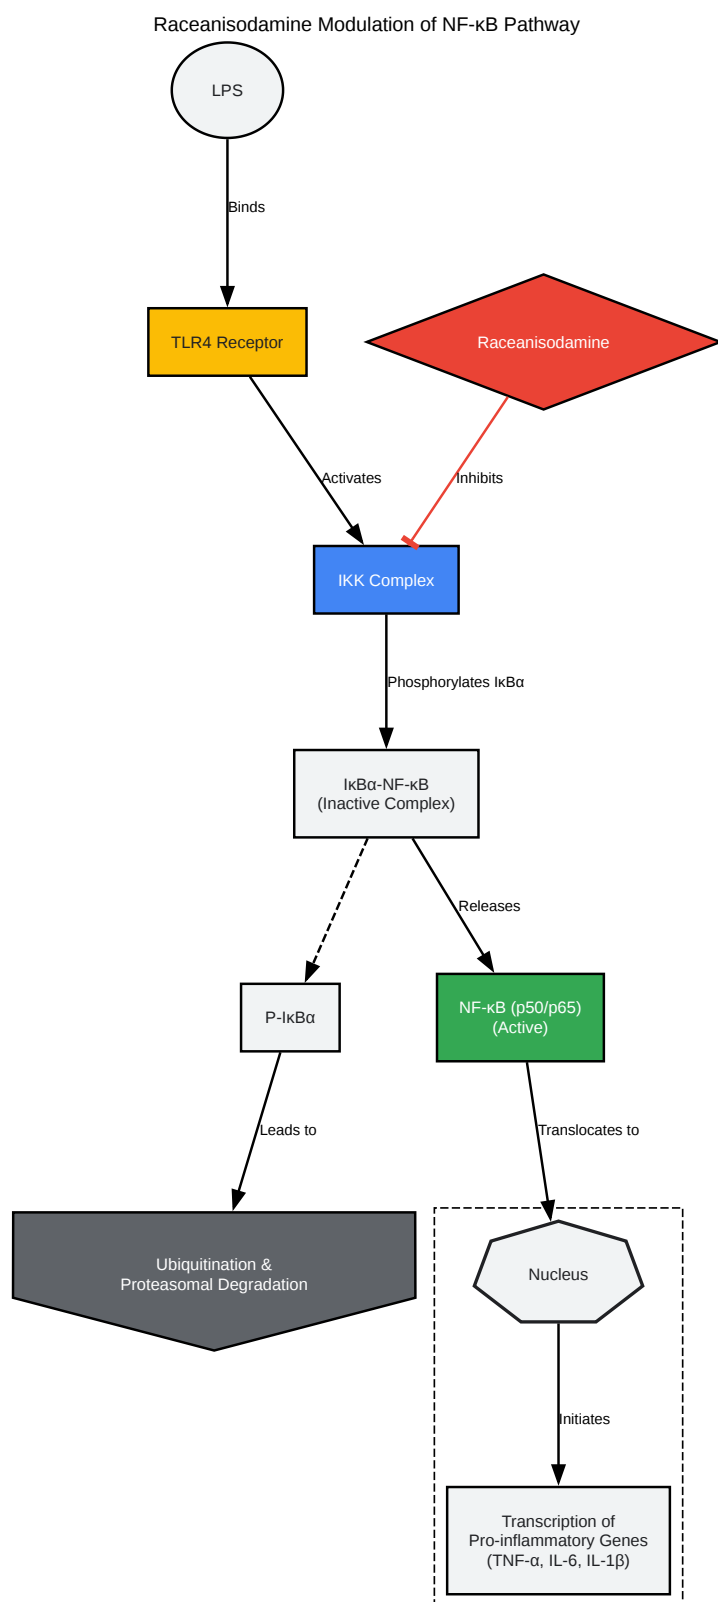 Raceanisodamine Modulation of NF-κB Pathway
LPS
Binds
TLR4 Receptor
Raceanisodamine
Activates
Inhibits
IKK Complex
Phosphorylates IκBα
IκBα-NF-κB
(Inactive Complex)
Releases
P-IκBα
NF-κB (p50/p65)
(Active)
Leads to
Translocates to
Ubiquitination &
Proteasomal Degradation
Nucleus
Initiates
Transcription of
Pro-inflammatory Genes
(TNF-α, IL-6, IL-1β)